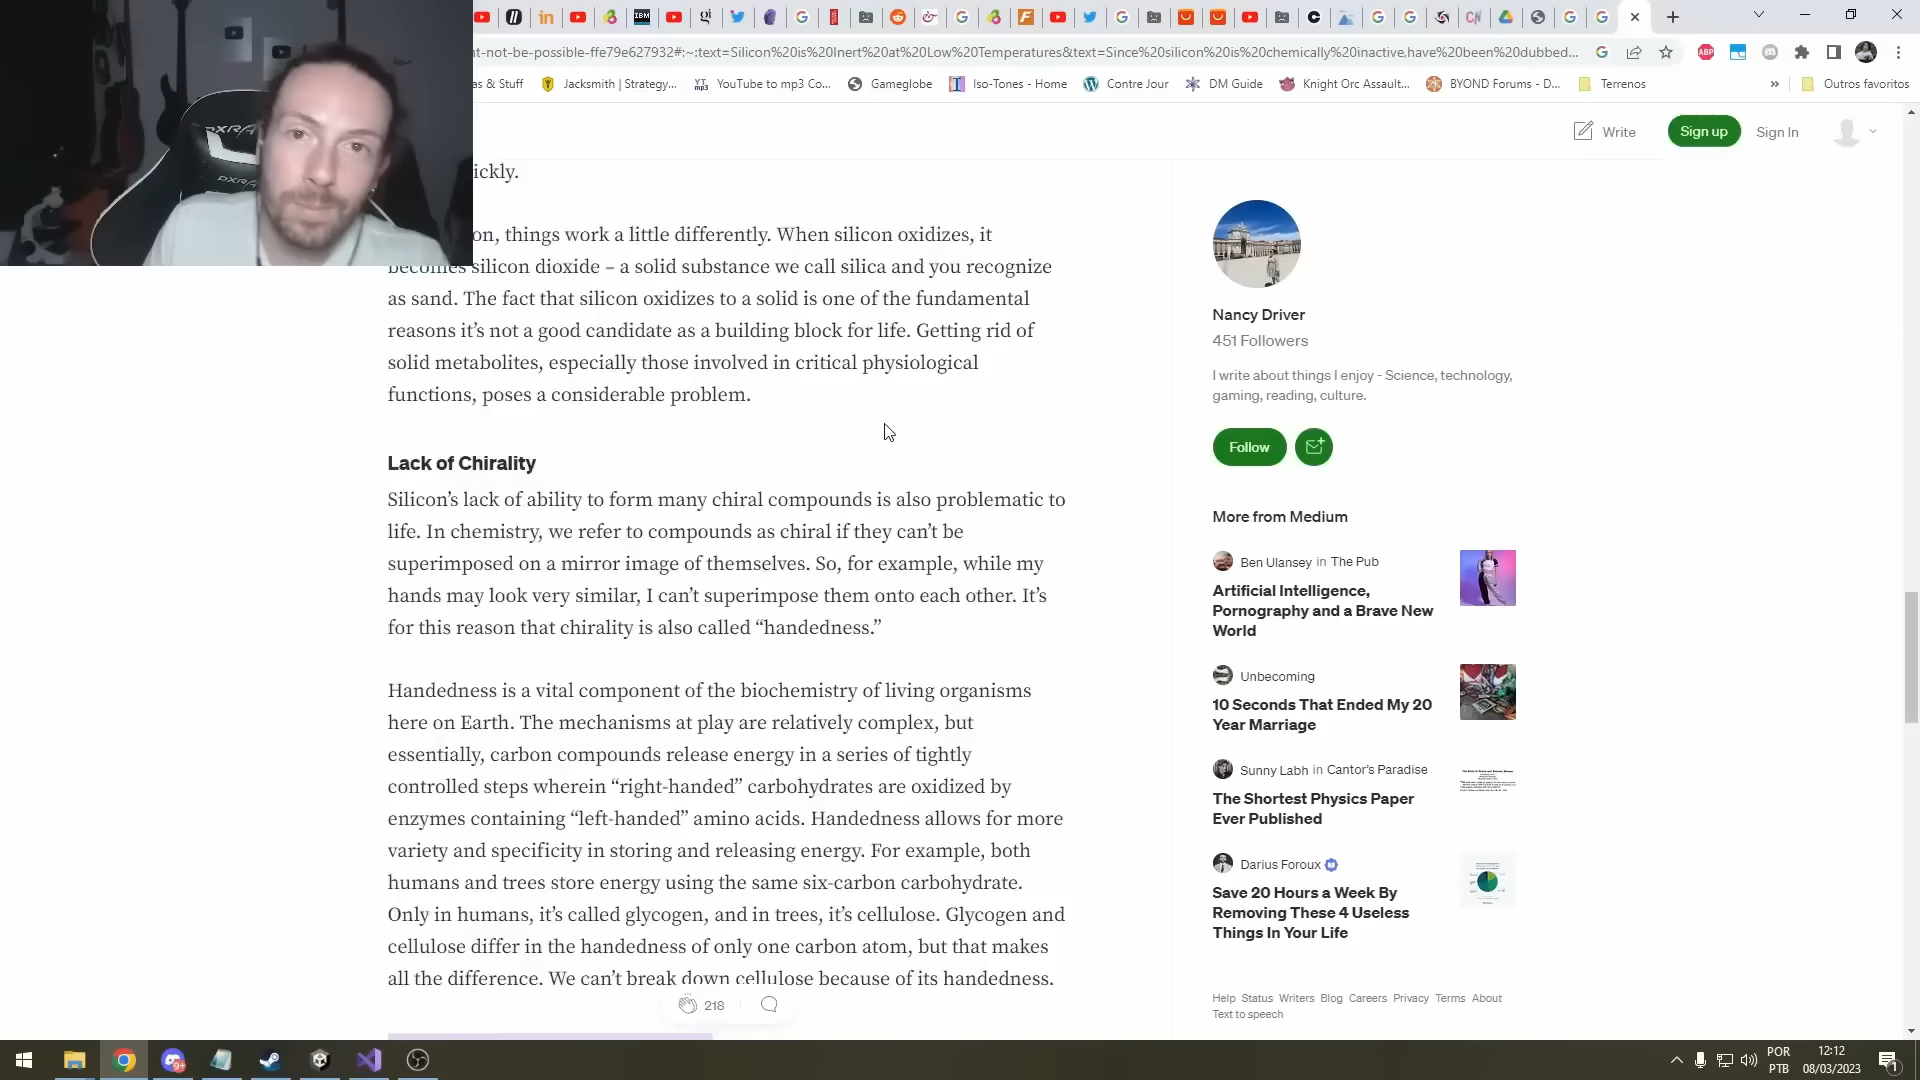 t-not-be-possible-ffe79e627932#:~:text=Silicon%20is%20Inert%20at%20Low%20Temperatures&text=Since%20silicon%20is%20chemically%20inactive,have%20been%20dubbed...
as & Stuff
Jacksmith | Strategy...
YouTube to mp3 Co...
Gameglobe
Iso-Tones - Home
Contre Jour
DM Guide
Knight Orc Assault...
BYOND Forums - D...
Terrenos
»
Outros favoritos
Write
Sign up
Sign In
ickly.
on, things work a little differently. When silicon oxidizes, it
becomes silicon dioxide – a solid substance we call silica and you recognize
as sand. The fact that silicon oxidizes to a solid is one of the fundamental
reasons it’s not a good candidate as a building block for life. Getting rid of
solid metabolites, especially those involved in critical physiological
functions, poses a considerable problem.
Lack of Chirality
Silicon’s lack of ability to form many chiral compounds is also problematic to
life. In chemistry, we refer to compounds as chiral if they can’t be
superimposed on a mirror image of themselves. So, for example, while my
hands may look very similar, I can’t superimpose them onto each other. It’s
for this reason that chirality is also called “handedness.”
Handedness is a vital component of the biochemistry of living organisms
here on Earth. The mechanisms at play are relatively complex, but
essentially, carbon compounds release energy in a series of tightly
controlled steps wherein “right-handed” carbohydrates are oxidized by
enzymes containing “left-handed” amino acids. Handedness allows for more
variety and specificity in storing and releasing energy. For example, both
humans and trees store energy using the same six-carbon carbohydrate.
Only in humans, it’s called glycogen, and in trees, it’s cellulose. Glycogen and
cellulose differ in the handedness of only one carbon atom, but that makes
all the difference. We can’t break down cellulose because of its handedness.
218
Nancy Driver
451 Followers
I write about things I enjoy - Science, technology,
gaming, reading, culture.
Follow
More from Medium
Ben Ulansey in The Pub
Artificial Intelligence,
Pornography and a Brave New
World
Unbecoming
10 Seconds That Ended My 20
Year Marriage
Sunny Labh in Cantor’s Paradise
The Shortest Physics Paper
Ever Published
Darius Foroux
Save 20 Hours a Week By
Removing These 4 Useless
Things In Your Life
Help Status Writers Blog Careers Privacy Terms About
Text to speech
POR
PTB
12:12
08/03/2023